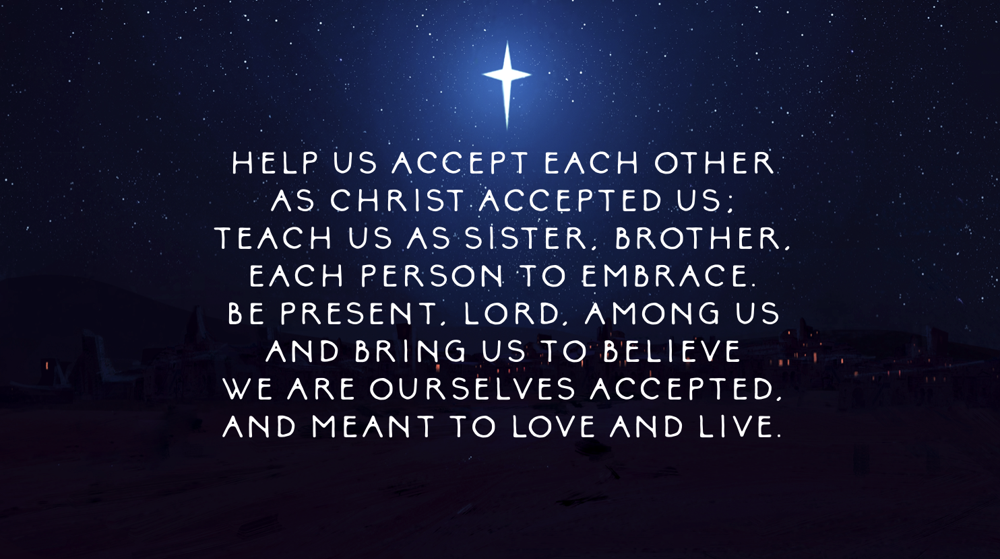 HELP US ACCEPT EACH OTHER
AS CHRIST ACCEPTED US;
TEACH US AS SISTER, BROTHER,
EACH PERSON TO EMBRACE.
BE PRESENT, LORD, AMONG US
AND BRING US TO BELIEVE
WE ARE OURSELVES ACCEPTED,
AND MEANT TO LOVE AND LIVE.